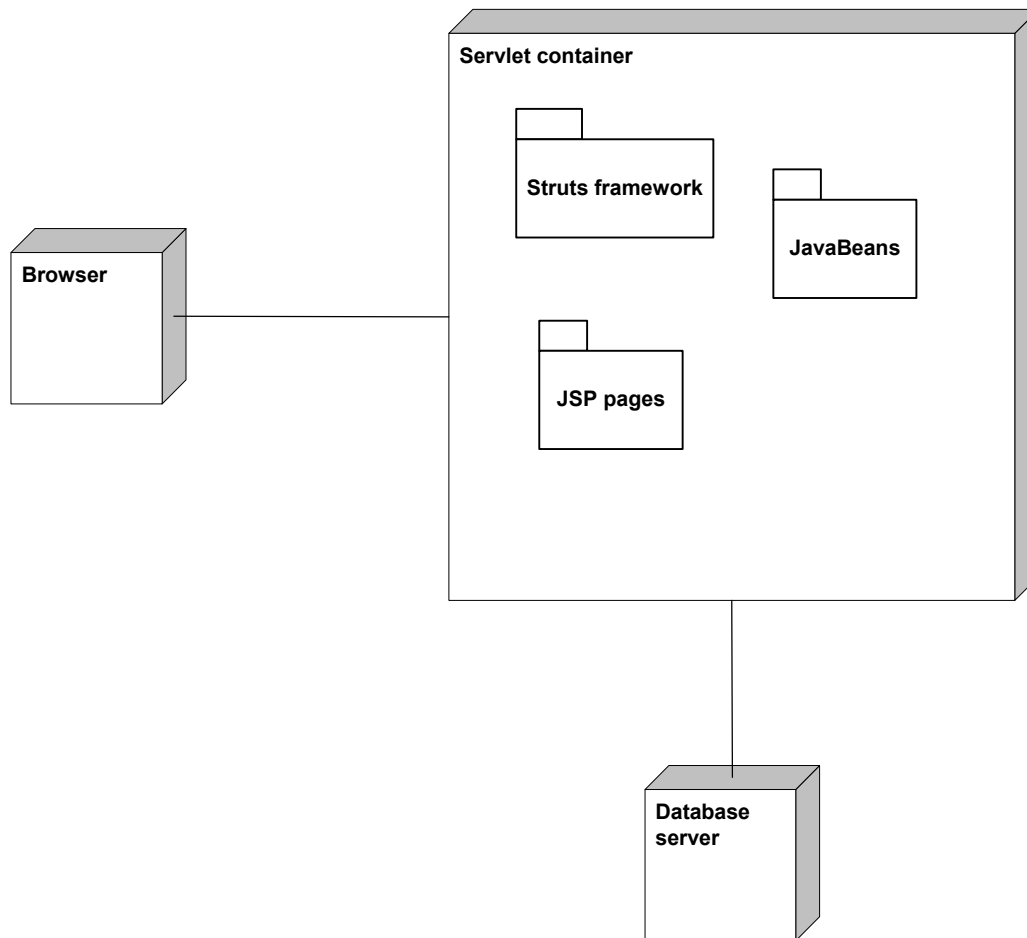 Servlet container
Struts framework
JavaBeans
Browser
JSP pages
Database
server